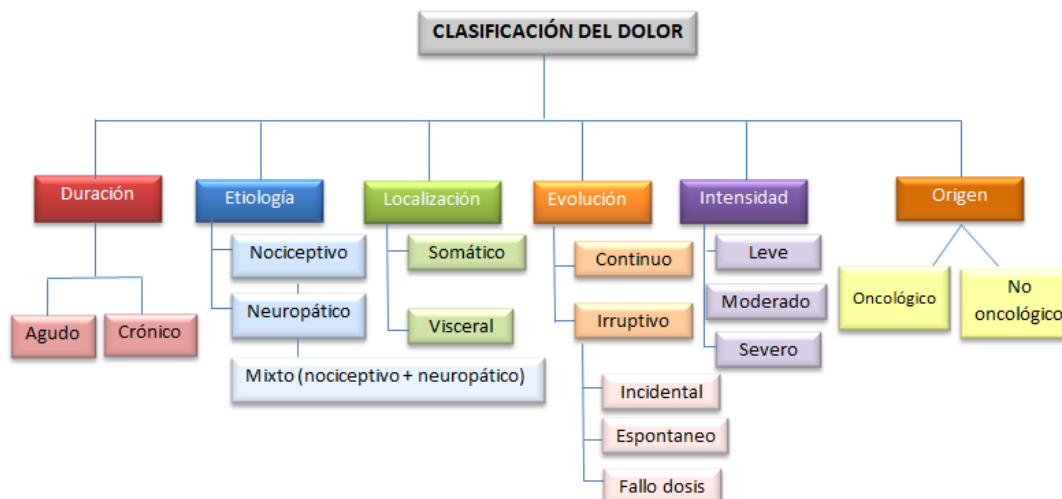 CLASIFICACIÓN DEL DOLOR
Duración
Etiología
Localización
Evolución
Intensidad
Origen
Agudo
Crónico
Nociceptivo
Neuropático
Mixto (nociceptivo + neuropático)
Somático
Visceral
Continuo
Irruptivo
Incidental
Espontaneo
Fallo dosis
Leve
Moderado
Severo
Oncológico
No
oncológico